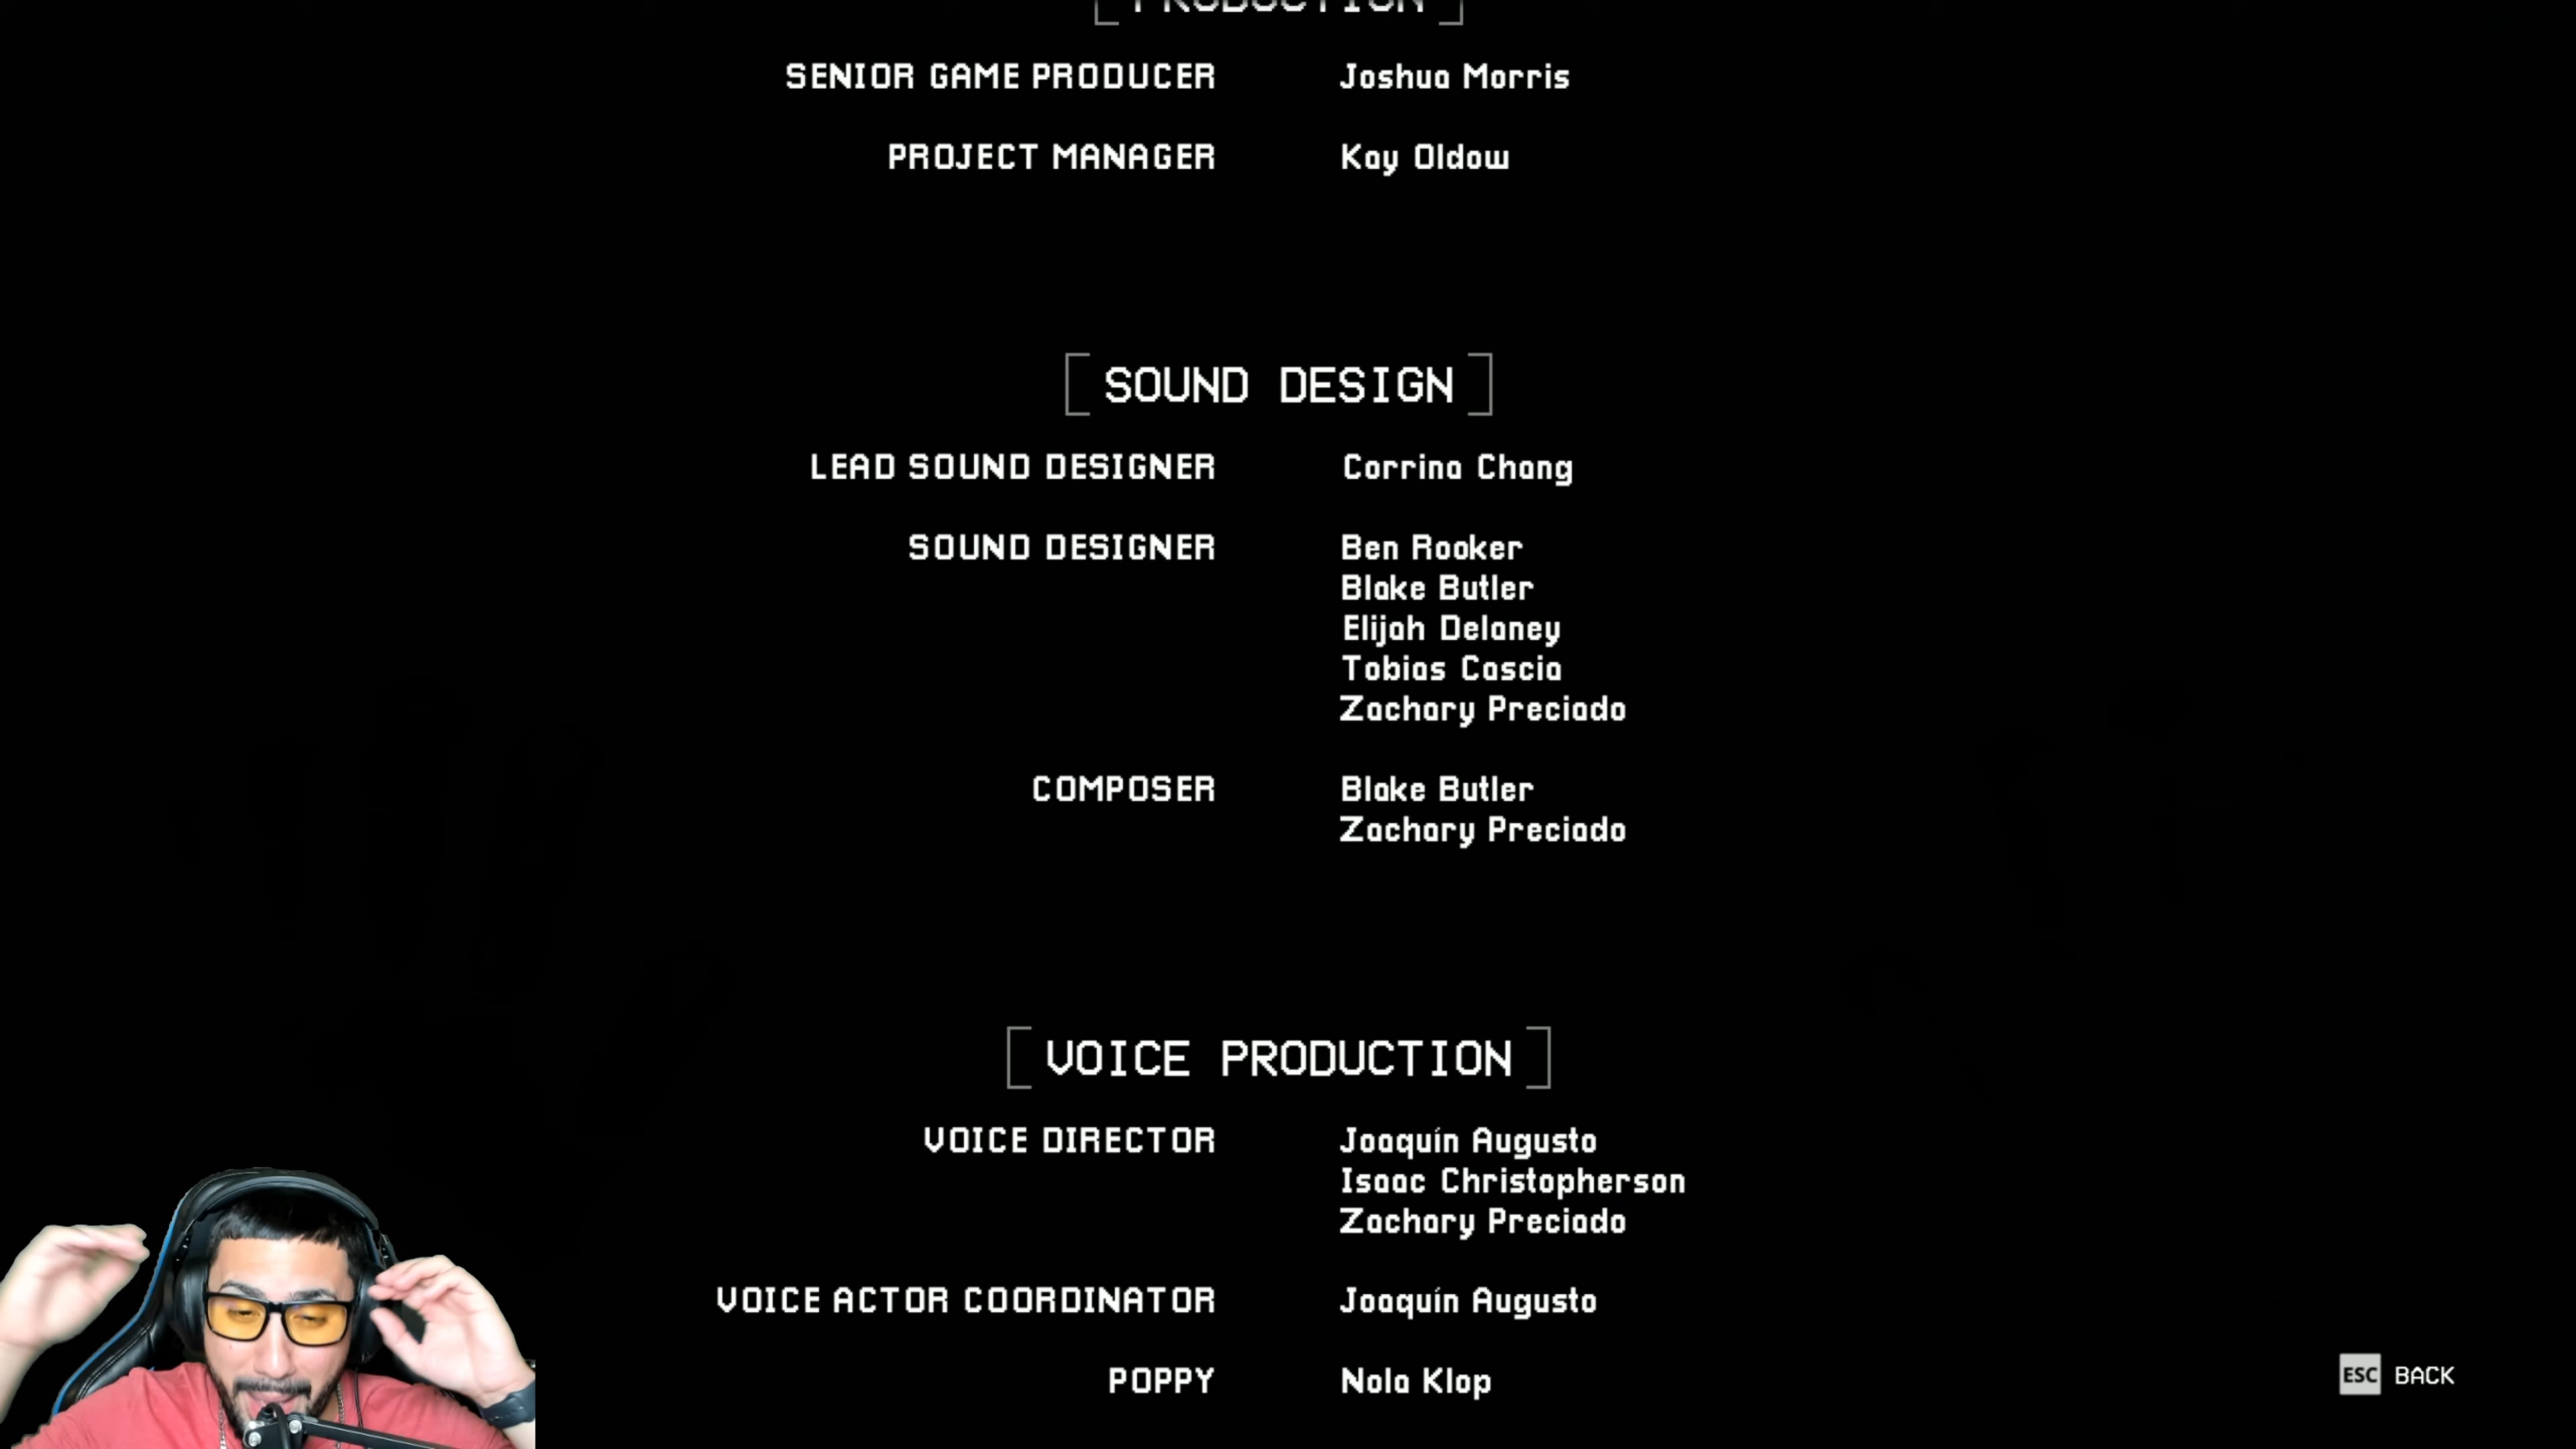 PRODUCTION
SENIOR GAME PRODUCER Joshua Morris
PROJECT MANAGER Kay Oldow
SOUND DESIGN
LEAD SOUND DESIGNER Corrina Chang
SOUND DESIGNER Ben Rooker
Blake Butler
Elijah Delaney
Tobias Cascia
Zachary Preciado
COMPOSER Blake Butler
Zachary Preciado
VOICE PRODUCTION
VOICE DIRECTOR Joaquín Augusto
Isaac Christopherson
Zachary Preciado
VOICE ACTOR COORDINATOR Joaquín Augusto
POPPY Nola Klop
ESC BACK